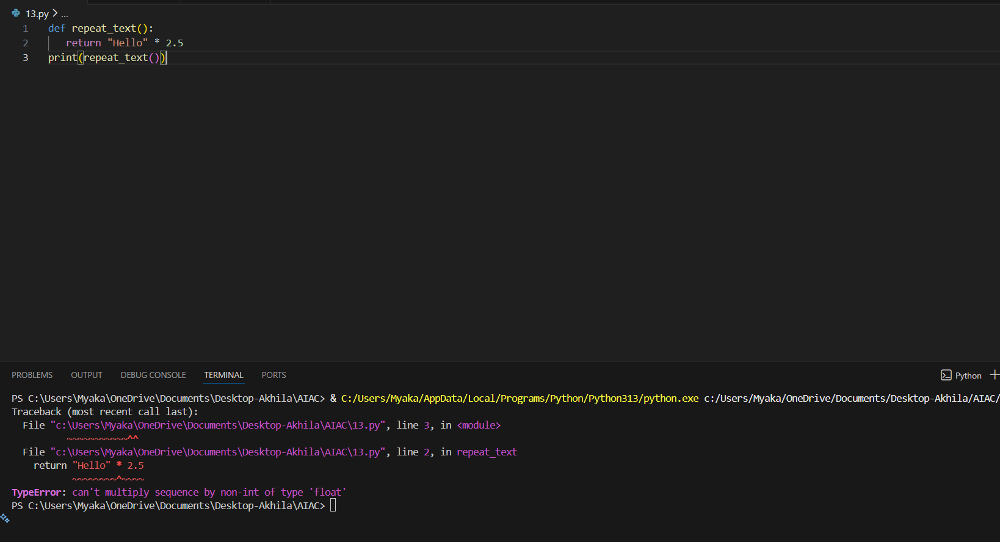 13.py > ...
1 def repeat_text():
2 return "Hello" * 2.5
3 print(repeat_text())
PROBLEMS OUTPUT DEBUG CONSOLE TERMINAL PORTS Python
PS C:\Users\Myaka\OneDrive\Documents\Desktop-Akhila\AIAC> & C:/Users/Myaka/AppData/Local/Programs/Python/Python313/python.exe c:/Users/Myaka/OneDrive/Documents/Desktop-Akhila/AIAC/
Traceback (most recent call last):
File "c:\Users\Myaka\OneDrive\Documents\Desktop-Akhila\AIAC\13.py", line 3, in <module>
~~~~~~~~~~~^^
File "c:\Users\Myaka\OneDrive\Documents\Desktop-Akhila\AIAC\13.py", line 2, in repeat_text
return "Hello" * 2.5
~~~~~~~~^~~~~
TypeError: can't multiply sequence by non-int of type 'float'
PS C:\Users\Myaka\OneDrive\Documents\Desktop-Akhila\AIAC>